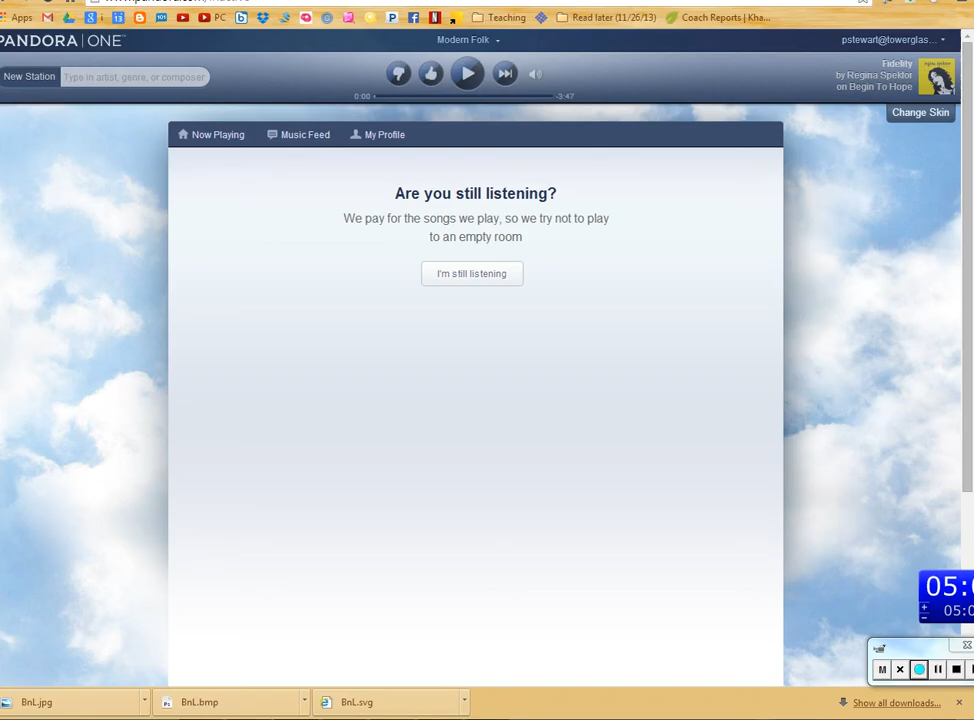 Apps
101
PC
Teaching
Read later (11/26/13)
Coach Reports | Kha...
PANDORA | ONE™
Modern Folk
pstewart@towerglas...
New Station
Type in artist, genre, or composer
0:00
-3:47
Fidelity
by Regina Spektor
on Begin To Hope
Change Skin
Now Playing
Music Feed
My Profile
Are you still listening?
We pay for the songs we play, so we try not to play
to an empty room
I'm still listening
M
BnL.jpg
BnL.bmp
BnL.svg
Show all downloads...